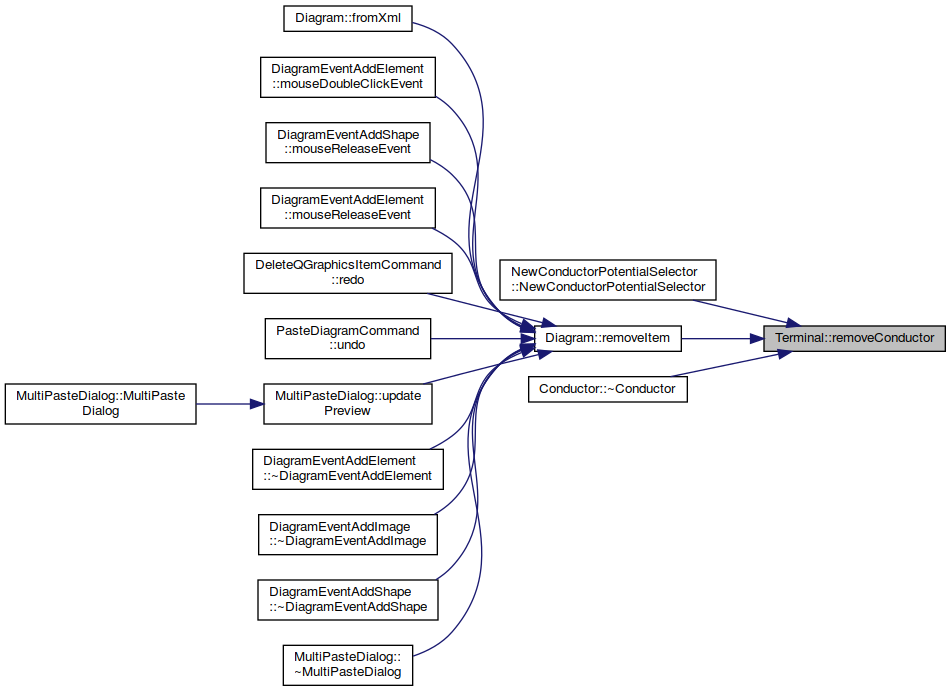 Diagram::fromXml
DiagramEventAddElement
::mouseDoubleClickEvent
DiagramEventAddShape
::mouseReleaseEvent
DiagramEventAddElement
::mouseReleaseEvent
DeleteQGraphicsItemCommand
::redo
PasteDiagramCommand
::undo
MultiPasteDialog::MultiPaste
Dialog
MultiPasteDialog::update
Preview
DiagramEventAddElement
::~DiagramEventAddElement
DiagramEventAddImage
::~DiagramEventAddImage
DiagramEventAddShape
::~DiagramEventAddShape
MultiPasteDialog::
~MultiPasteDialog
NewConductorPotentialSelector
::NewConductorPotentialSelector
Diagram::removeItem
Conductor::~Conductor
Terminal::removeConductor